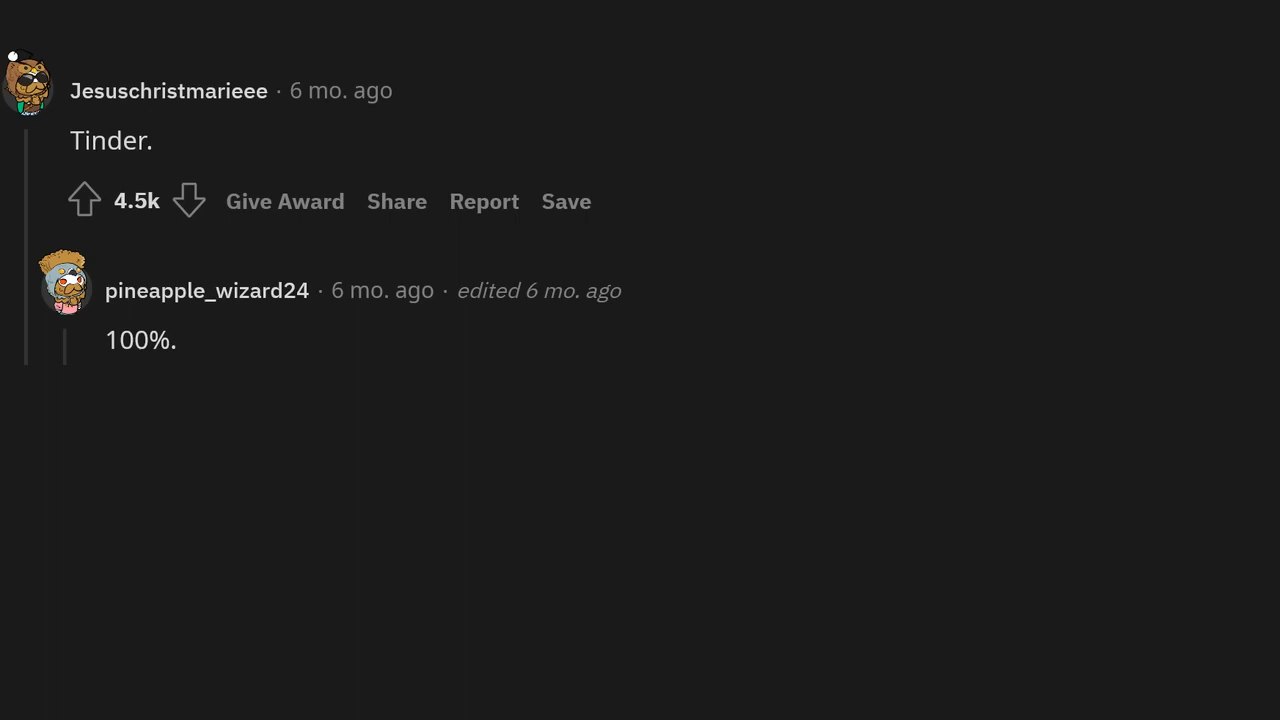 Jesuschristmarieee · 6 mo. ago
Tinder.
4.5k Give Award Share Report Save
pineapple_wizard24 · 6 mo. ago · edited 6 mo. ago
100%.